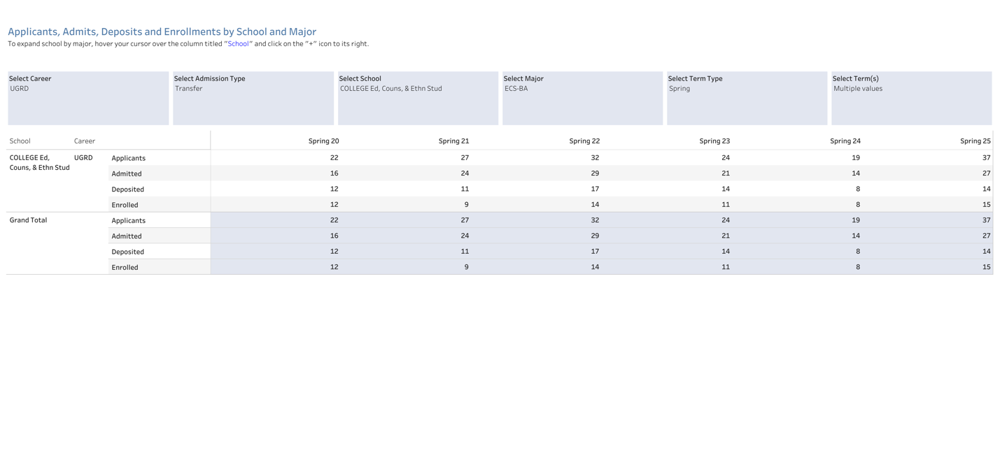 Applicants, Admits, Deposits and Enrollments by School and Major
To expand school by major, hover your cursor over the column titled "School" and click on the "+" icon to its right.
Select Career Select Admission Type Select School Select Major Select Term Type Select Term(s)
UGRD Transfer COLLEGE Ed, Couns, & Ethn Stud ECS-BA Spring Multiple values
School Career Spring 20 Spring 21 Spring 22 Spring 23 Spring 24 Spring 25
COLLEGE Ed, UGRD Applicants 22 27 32 24 19 37
Couns, & Ethn Stud
Admitted 16 24 29 21 14 27
Deposited 12 11 17 14 8 14
Enrolled 12 9 14 11 8 15
Grand Total Applicants 22 27 32 24 19 37
Admitted 16 24 29 21 14 27
Deposited 12 11 17 14 8 14
Enrolled 12 9 14 11 8 15